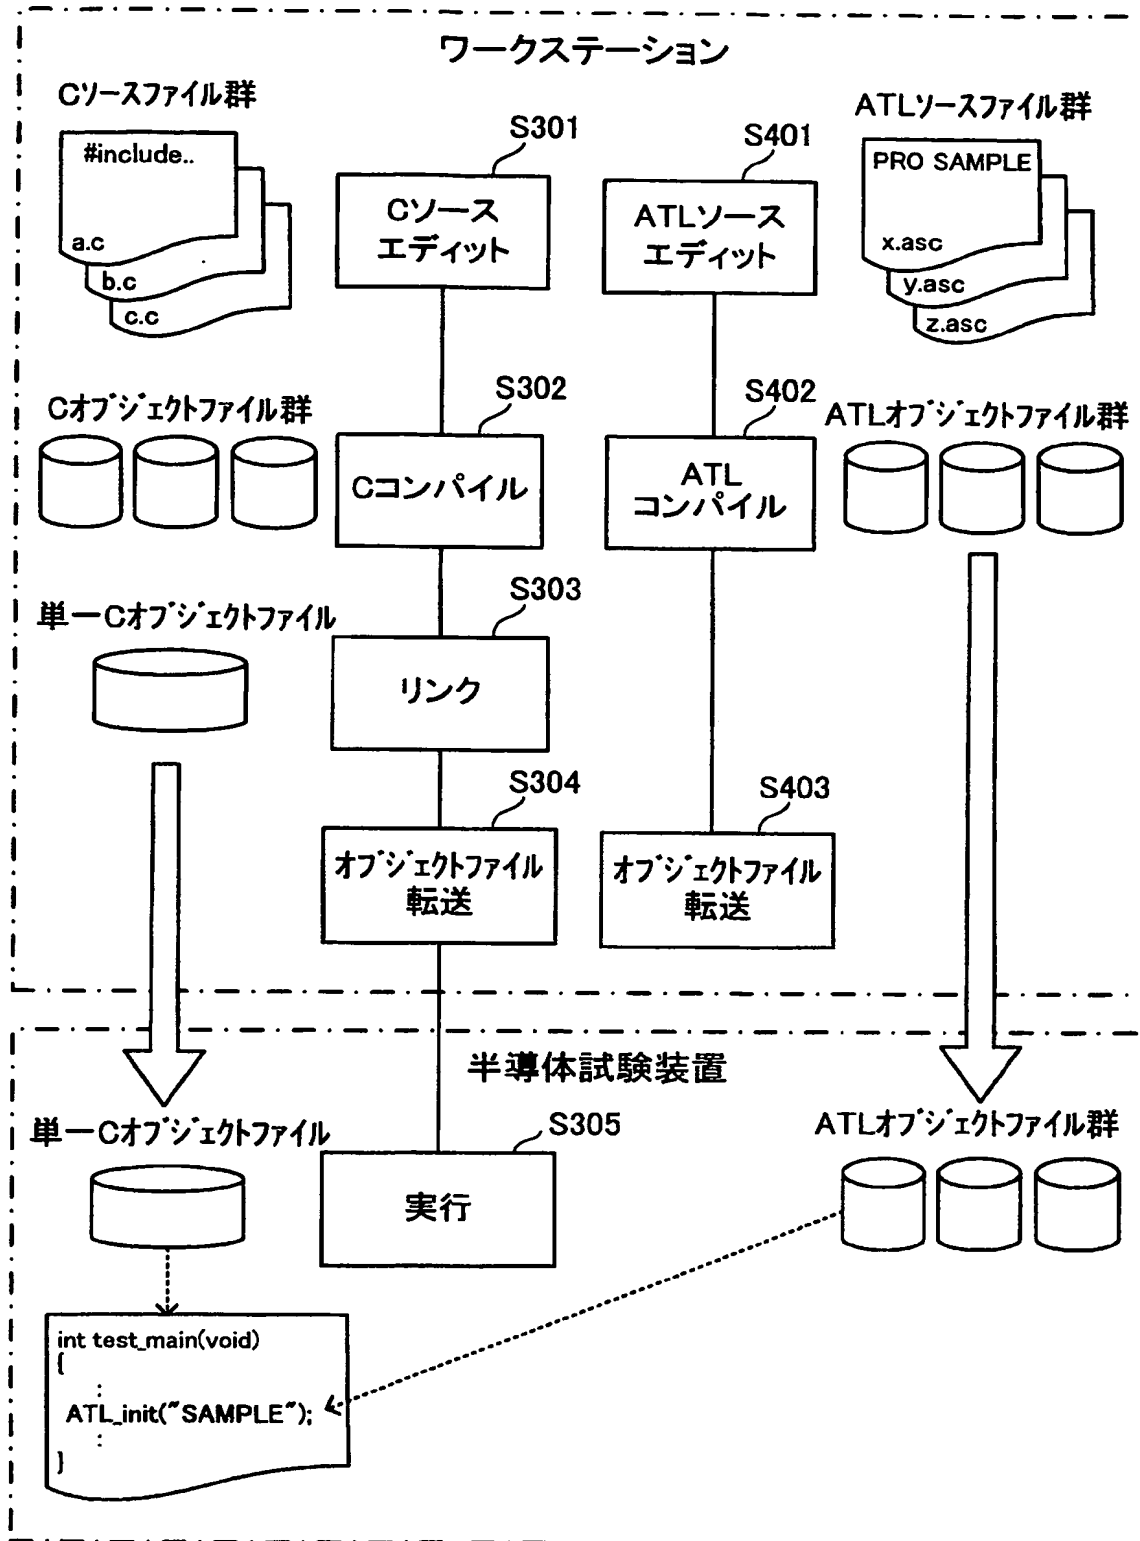 ワークステーション
Cソースファイル群
ATLソースファイル群
S301
S401
#include..
a.c
b.c
c.c
Cソース
エディット
ATLソース
エディット
PRO SAMPLE
x.asc
y.asc
z.asc
S302
S402
Cオブジェクトファイル群
ATLオブジェクトファイル群
Cコンパイル
ATL
コンパイル
S303
単一Cオブジェクトファイル
リンク
S304
S403
オブジェクトファイル
転送
オブジェクトファイル
転送
半導体試験装置
単一Cオブジェクトファイル
S305
ATLオブジェクトファイル群
実行
int test_main(void)
{
:
ATL_init("SAMPLE");
:
}